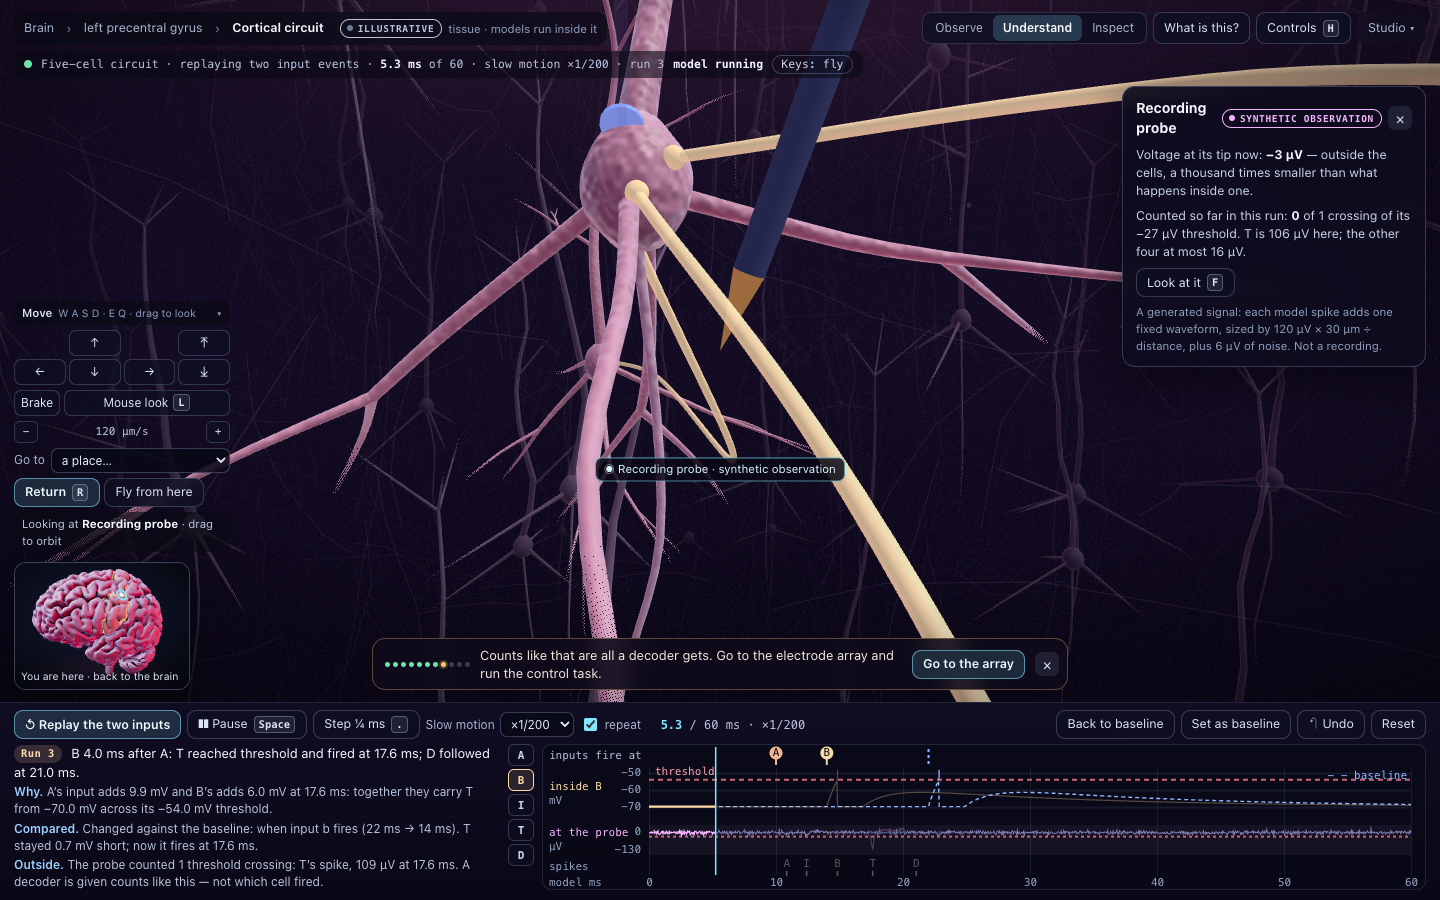 Brain › left precentral gyrus › Cortical circuit ILLUSTRATIVE tissue · models run inside it
Observe Understand Inspect What is this? Controls H Studio
Five-cell circuit · replaying two input events · 5.3 ms of 60 · slow motion ×1/200 · run 3 model running Keys: fly
Recording probe SYNTHETIC OBSERVATION ×
Voltage at its tip now: −3 µV — outside the
cells, a thousand times smaller than what
happens inside one.
Counted so far in this run: 0 of 1 crossing of its
−27 µV threshold. T is 106 µV here; the other
four at most 16 µV.
Look at it F
A generated signal: each model spike adds one
fixed waveform, sized by 120 µV × 30 µm ÷
distance, plus 6 µV of noise. Not a recording.
Move W A S D · E Q · drag to look
↑ ⤒
← ↓ → ⤓
Brake Mouse look L
− 120 µm/s +
Go to a place...
Return R Fly from here
Looking at Recording probe · drag
to orbit
You are here · back to the brain
Recording probe · synthetic observation
Counts like that are all a decoder gets. Go to the electrode array and
run the control task.
Go to the array ×
Replay the two inputs Pause Space Step ¼ ms . Slow motion ×1/200 repeat 5.3 / 60 ms · ×1/200
Back to baseline Set as baseline Undo Reset
Run 3 B 4.0 ms after A: T reached threshold and fired at 17.6 ms; D followed
at 21.0 ms.
Why. A's input adds 9.9 mV and B's adds 6.0 mV at 17.6 ms: together they carry T
from −70.0 mV across its −54.0 mV threshold.
Compared. Changed against the baseline: when input b fires (22 ms → 14 ms). T
stayed 0.7 mV short; now it fires at 17.6 ms.
Outside. The probe counted 1 threshold crossing: T's spike, 109 µV at 17.6 ms. A
decoder is given counts like this — not which cell fired.
A
B
I
T
D
inputs fire at A B
−50 threshold – – baseline
inside B −60
mV −70
at the probe 0
µV −130
spikes A I B T D
model ms 0 10 20 30 40 50 60